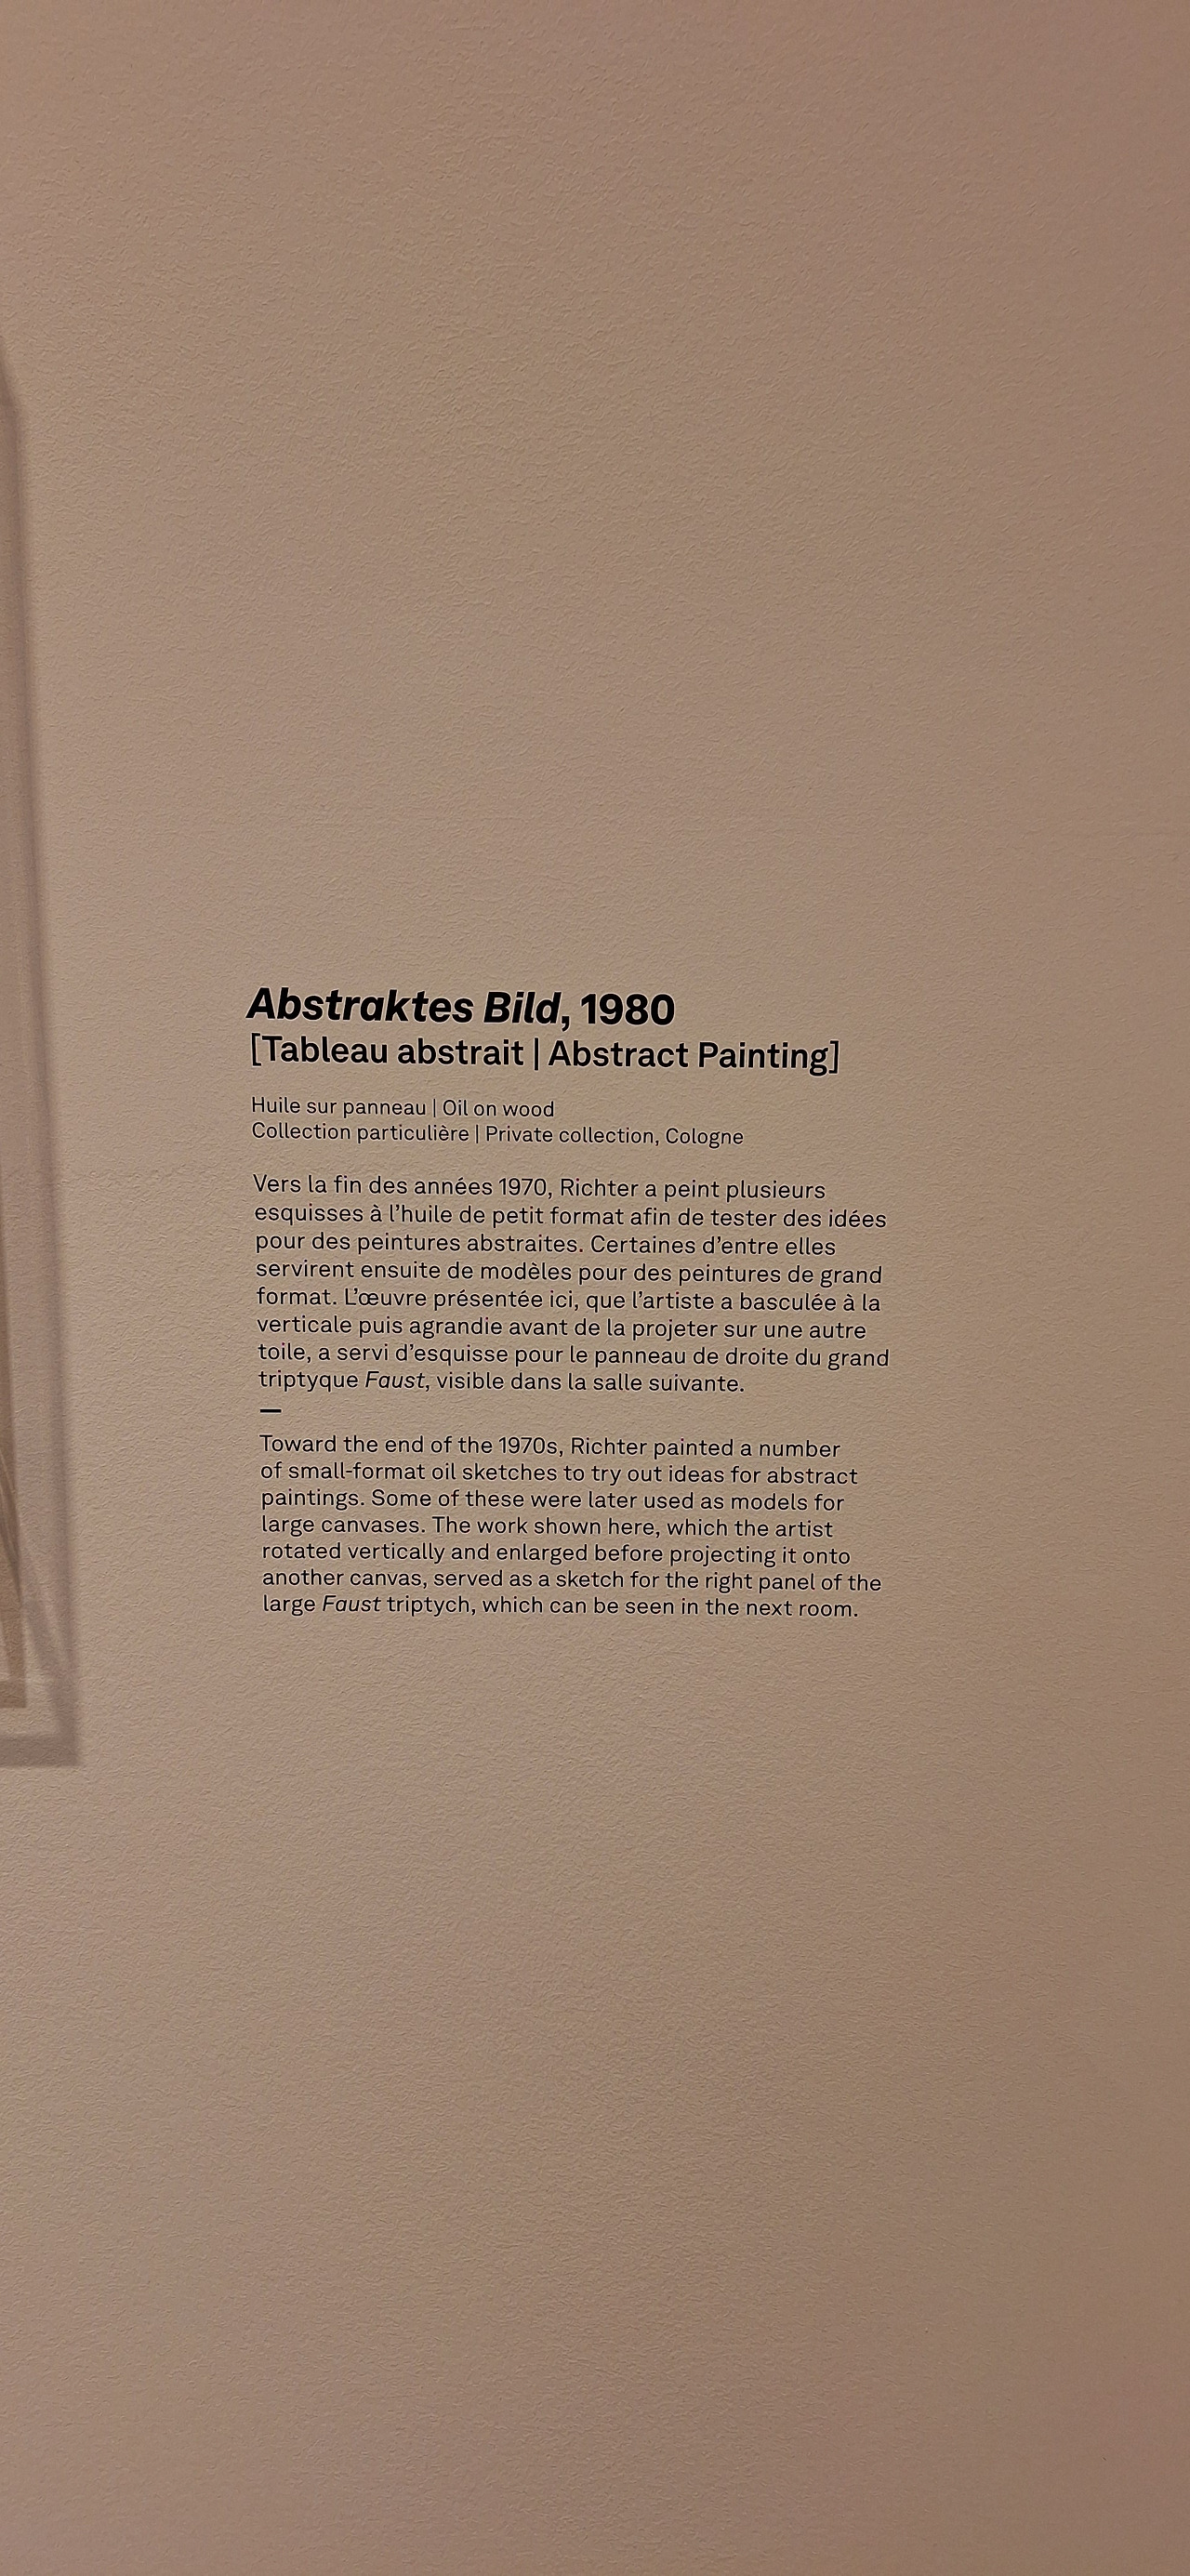 Abstraktes Bild, 1980
[Tableau abstrait | Abstract Painting]
Huile sur panneau | Oil on wood
Collection particulière | Private collection, Cologne
Vers la fin des années 1970, Richter a peint plusieurs
esquisses à l’huile de petit format afin de tester des idées
pour des peintures abstraites. Certaines d’entre elles
servirent ensuite de modèles pour des peintures de grand
format. L’œuvre présentée ici, que l’artiste a basculée à la
verticale puis agrandie avant de la projeter sur une autre
toile, a servi d’esquisse pour le panneau de droite du grand
triptyque Faust, visible dans la salle suivante.
—
Toward the end of the 1970s, Richter painted a number
of small-format oil sketches to try out ideas for abstract
paintings. Some of these were later used as models for
large canvases. The work shown here, which the artist
rotated vertically and enlarged before projecting it onto
another canvas, served as a sketch for the right panel of the
large Faust triptych, which can be seen in the next room.